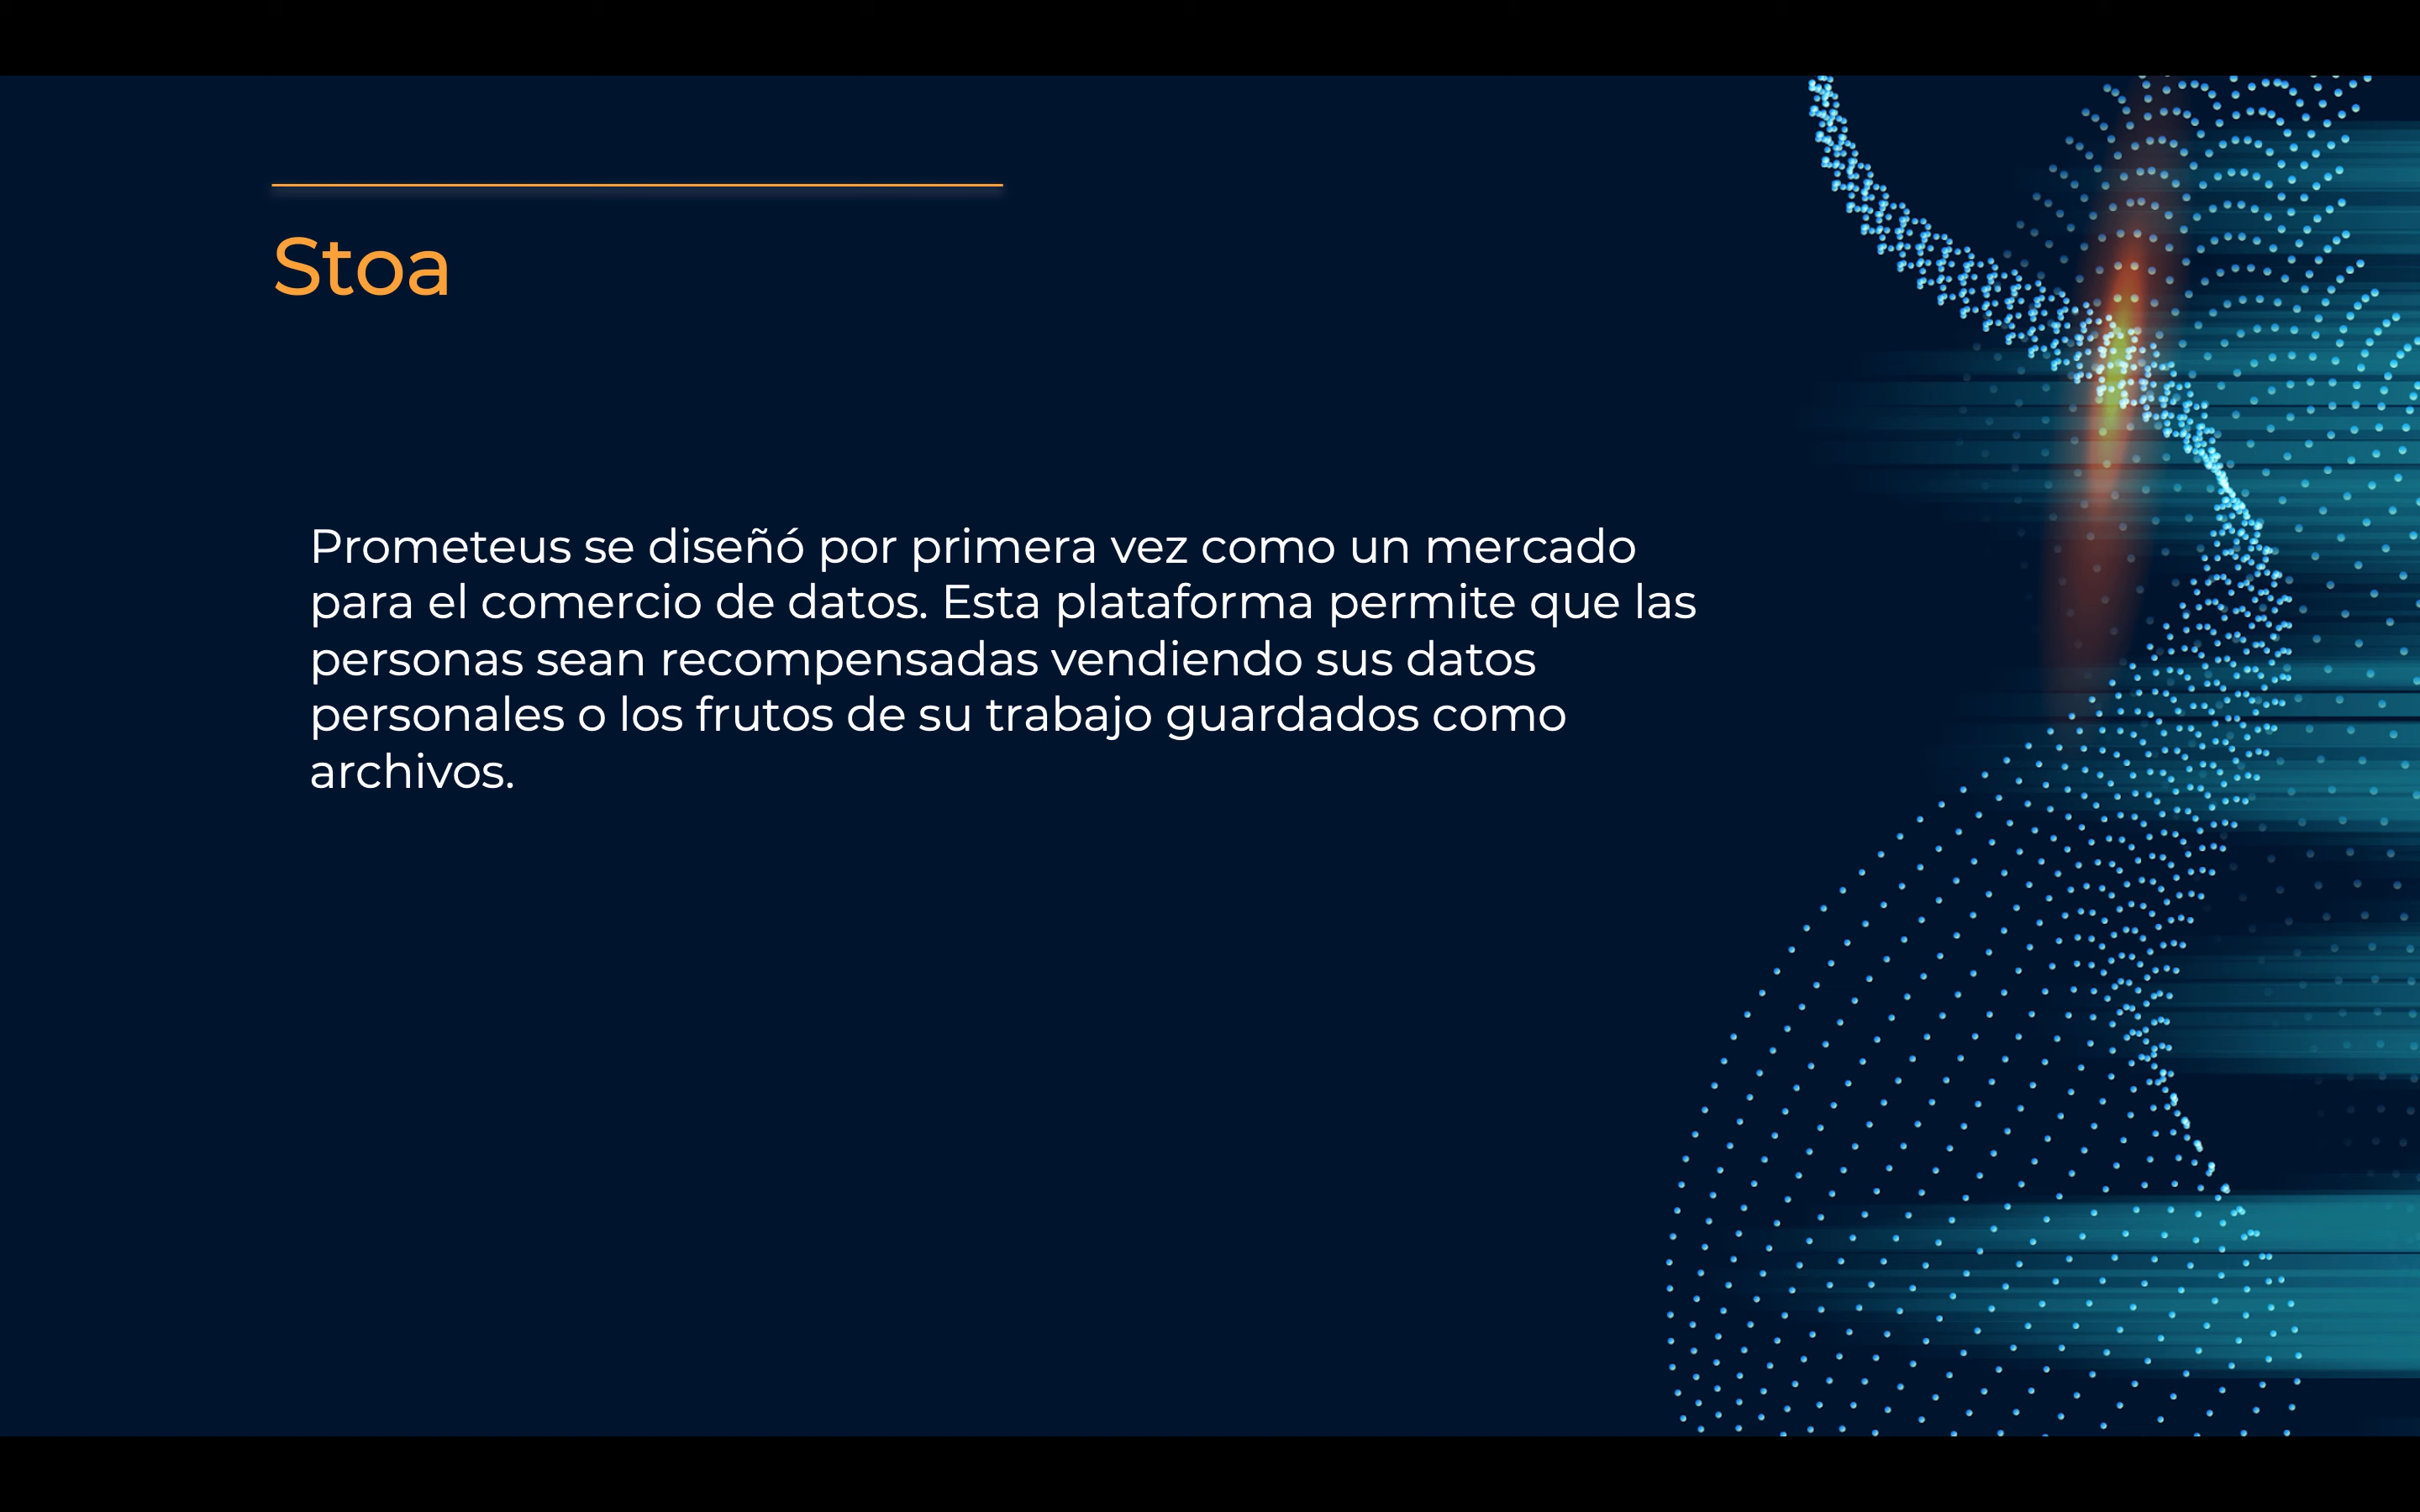 Stoa
Prometeus se diseñó por primera vez como un mercado
para el comercio de datos. Esta plataforma permite que las
personas sean recompensadas vendiendo sus datos
personales o los frutos de su trabajo guardados como
archivos.